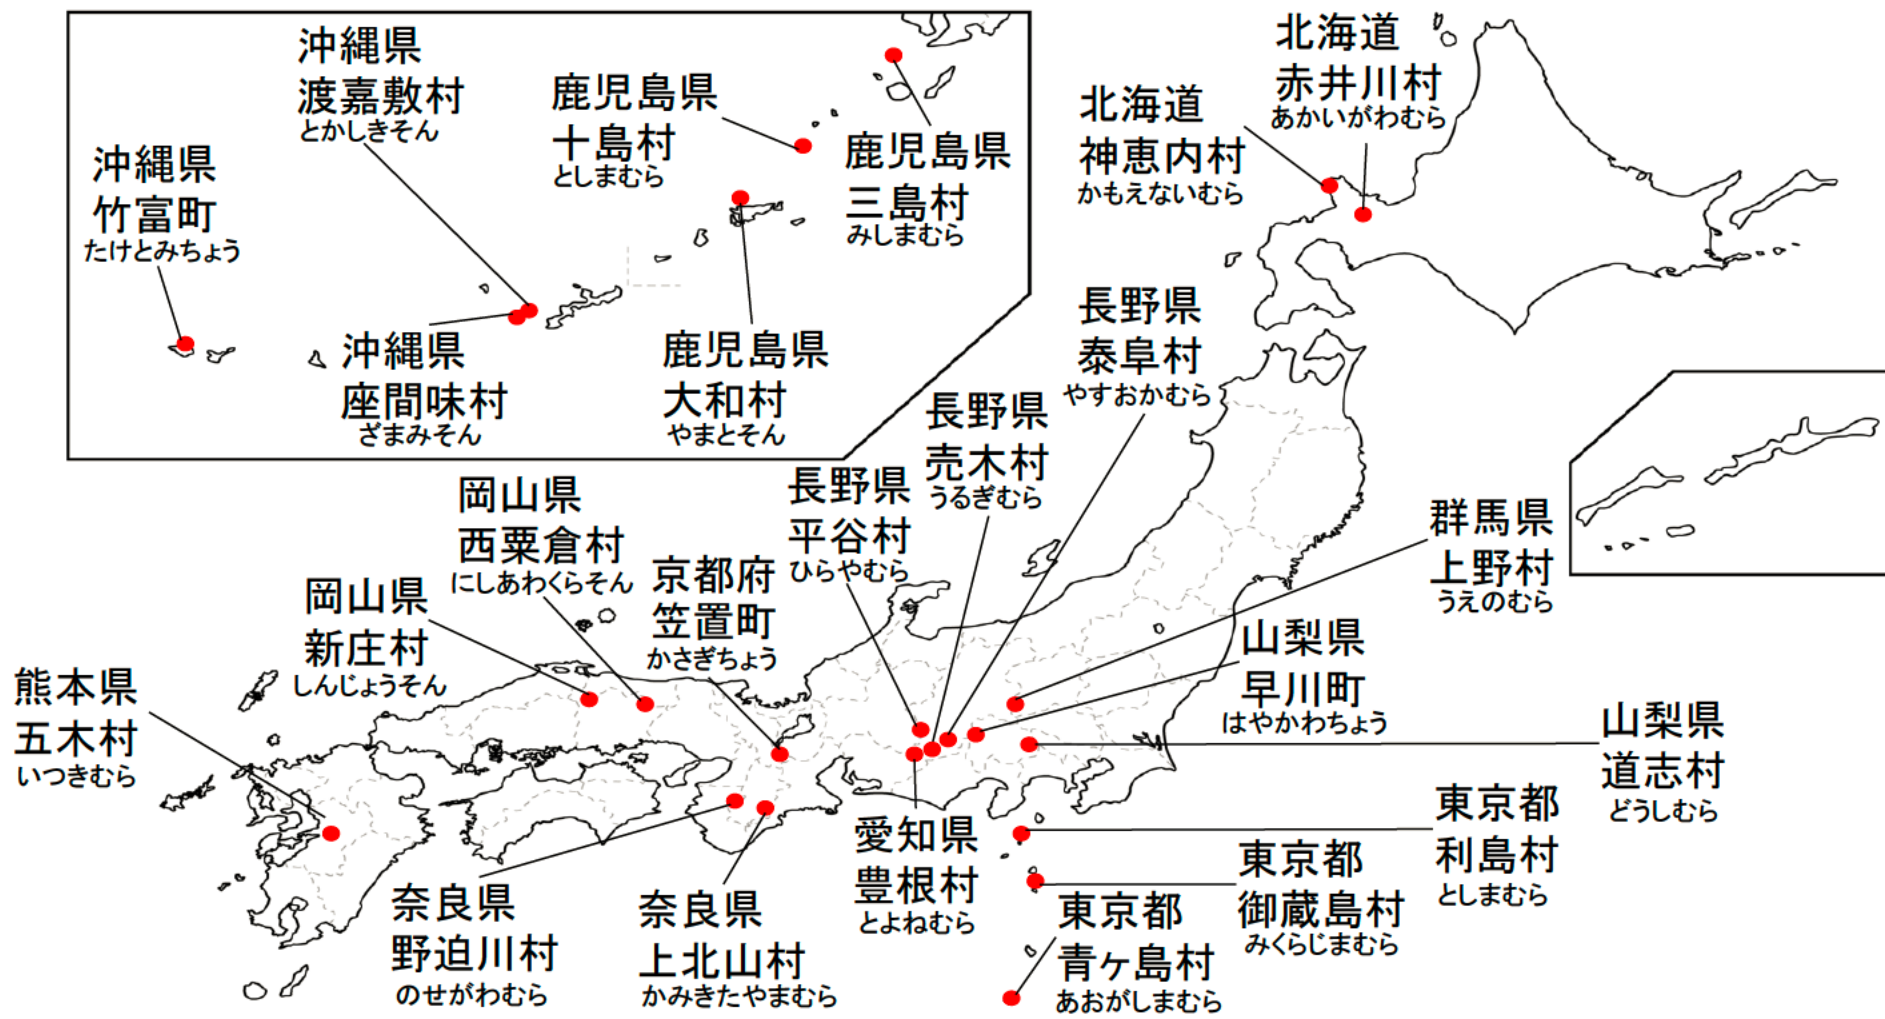 沖縄県
渡嘉敷村
とかしきそん
鹿児島県
十島村
としまむら
鹿児島県
三島村
みしまむら
沖縄県
竹富町
たけとみちょう
沖縄県
座間味村
ざまみそん
鹿児島県
大和村
やまとそん
北海道
赤井川村
あかいがわむら
北海道
神恵内村
かもえないむら
長野県
泰阜村
やすおかむら
長野県
売木村
うるぎむら
長野県
平谷村
ひらやむら
岡山県
西粟倉村
にしあわくらそん
岡山県
新庄村
しんじょうそん
京都府
笠置町
かさぎちょう
群馬県
上野村
うえのむら
山梨県
早川町
はやかわちょう
山梨県
道志村
どうしむら
熊本県
五木村
いつきむら
奈良県
野迫川村
のせがわむら
奈良県
上北山村
かみきたやまむら
愛知県
豊根村
とよねむら
東京都
利島村
としまむら
東京都
御蔵島村
みくらじまむら
東京都
青ヶ島村
あおがしまむら